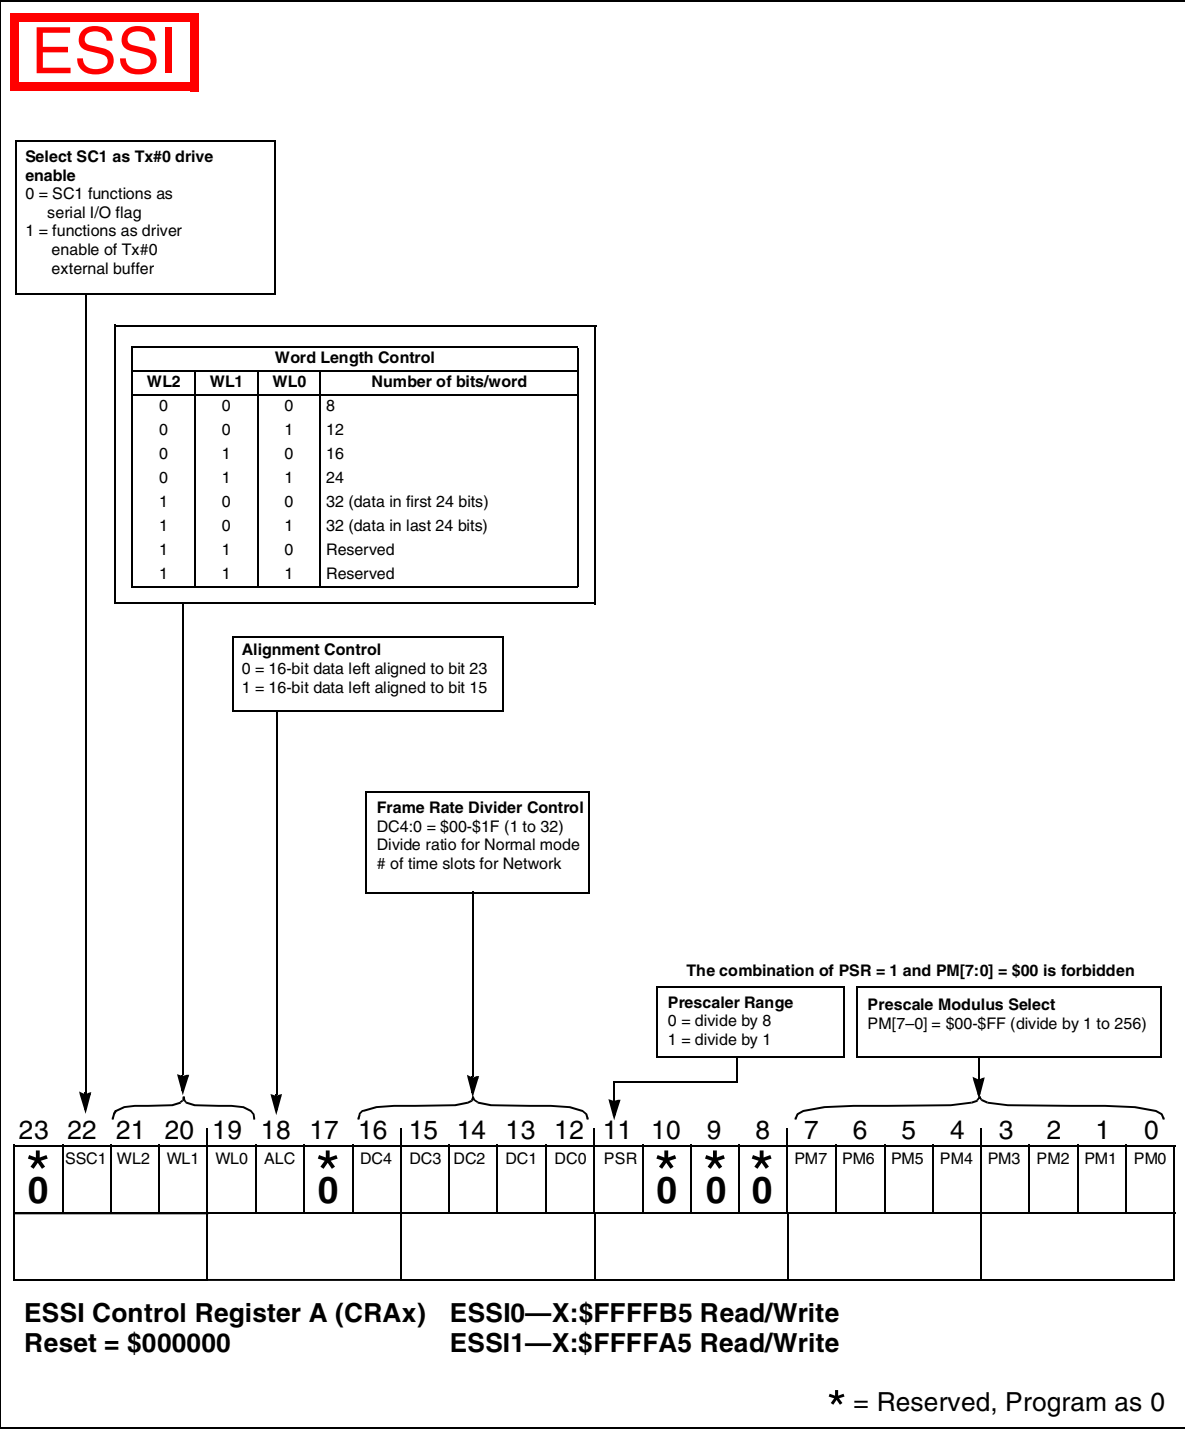 ESSI
Select SC1 as Tx#0 drive
enable
0 = SC1 functions as
serial I/O flag
1 = functions as driver
enable of Tx#0
external buffer
Word Length Control
WL2 WL1 WL0 Number of bits/word
0 0 0 8
0 0 1 12
0 1 0 16
0 1 1 24
1 0 0 32 (data in first 24 bits)
1 0 1 32 (data in last 24 bits)
1 1 0 Reserved
1 1 1 Reserved
Alignment Control
0 = 16-bit data left aligned to bit 23
1 = 16-bit data left aligned to bit 15
Frame Rate Divider Control
DC4:0 = $00-$1F (1 to 32)
Divide ratio for Normal mode
# of time slots for Network
The combination of PSR = 1 and PM[7:0] = $00 is forbidden
Prescaler Range
0 = divide by 8
1 = divide by 1
Prescale Modulus Select
PM[7–0] = $00-$FF (divide by 1 to 256)
23 22 21 20 19 18 17 16 15 14 13 12 11 10 9 8 7 6 5 4 3 2 1 0
* SSC1 WL2 WL1 WL0 ALC * DC4 DC3 DC2 DC1 DC0 PSR * * * PM7 PM6 PM5 PM4 PM3 PM2 PM1 PM0
0 0 0 0 0
ESSI Control Register A (CRAx) ESSI0—X:$FFFFB5 Read/Write
Reset = $000000 ESSI1—X:$FFFFA5 Read/Write
* = Reserved, Program as 0